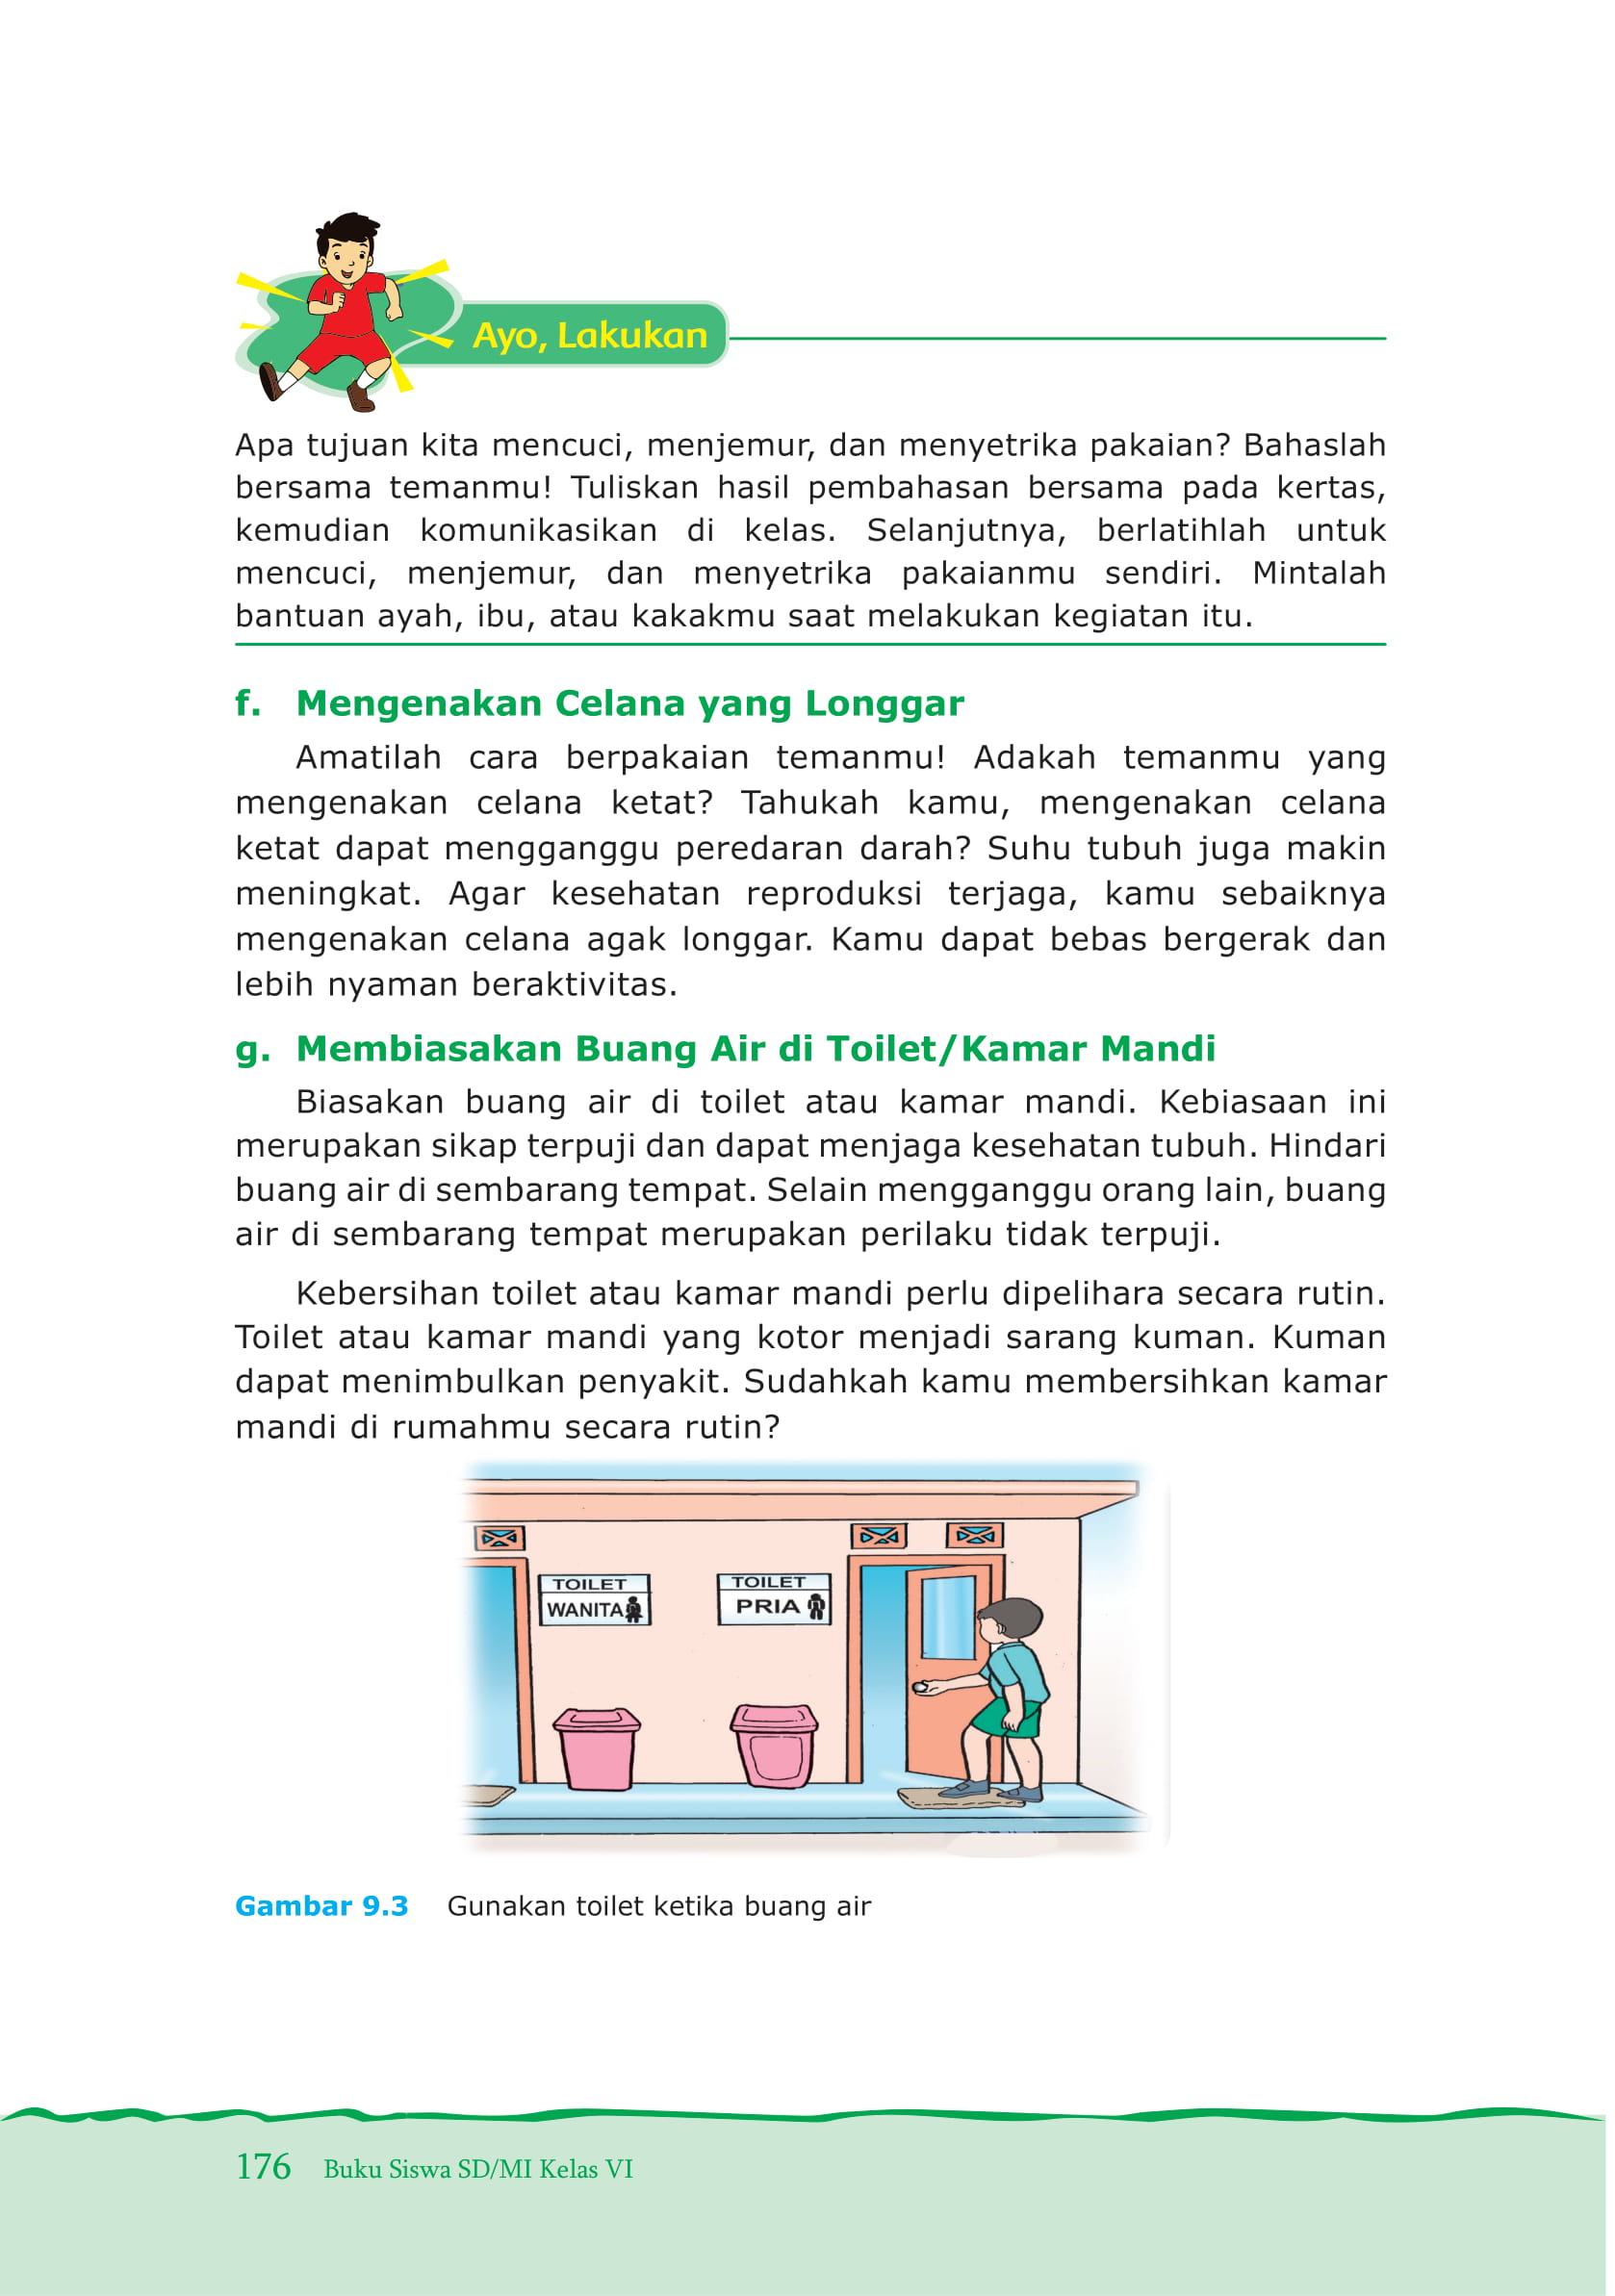 Ayo, Lakukan
Apa tujuan kita mencuci, menjemur, dan menyetrika pakaian? Bahaslah
bersama temanmu! Tuliskan hasil pembahasan bersama pada kertas,
kemudian komunikasikan di kelas. Selanjutnya, berlatihlah untuk
mencuci, menjemur, dan menyetrika pakaianmu sendiri. Mintalah
bantuan ayah, ibu, atau kakakmu saat melakukan kegiatan itu.
f. Mengenakan Celana yang Longgar
Amatilah cara berpakaian temanmu! Adakah temanmu yang
mengenakan celana ketat? Tahukah kamu, mengenakan celana
ketat dapat mengganggu peredaran darah? Suhu tubuh juga makin
meningkat. Agar kesehatan reproduksi terjaga, kamu sebaiknya
mengenakan celana agak longgar. Kamu dapat bebas bergerak dan
lebih nyaman beraktivitas.
g. Membiasakan Buang Air di Toilet/Kamar Mandi
Biasakan buang air di toilet atau kamar mandi. Kebiasaan ini
merupakan sikap terpuji dan dapat menjaga kesehatan tubuh. Hindari
buang air di sembarang tempat. Selain mengganggu orang lain, buang
air di sembarang tempat merupakan perilaku tidak terpuji.
Kebersihan toilet atau kamar mandi perlu dipelihara secara rutin.
Toilet atau kamar mandi yang kotor menjadi sarang kuman. Kuman
dapat menimbulkan penyakit. Sudahkah kamu membersihkan kamar
mandi di rumahmu secara rutin?
TOILET
WANITA
TOILET
PRIA
Gambar 9.3 Gunakan toilet ketika buang air
176 Buku Siswa SD/MI Kelas VI